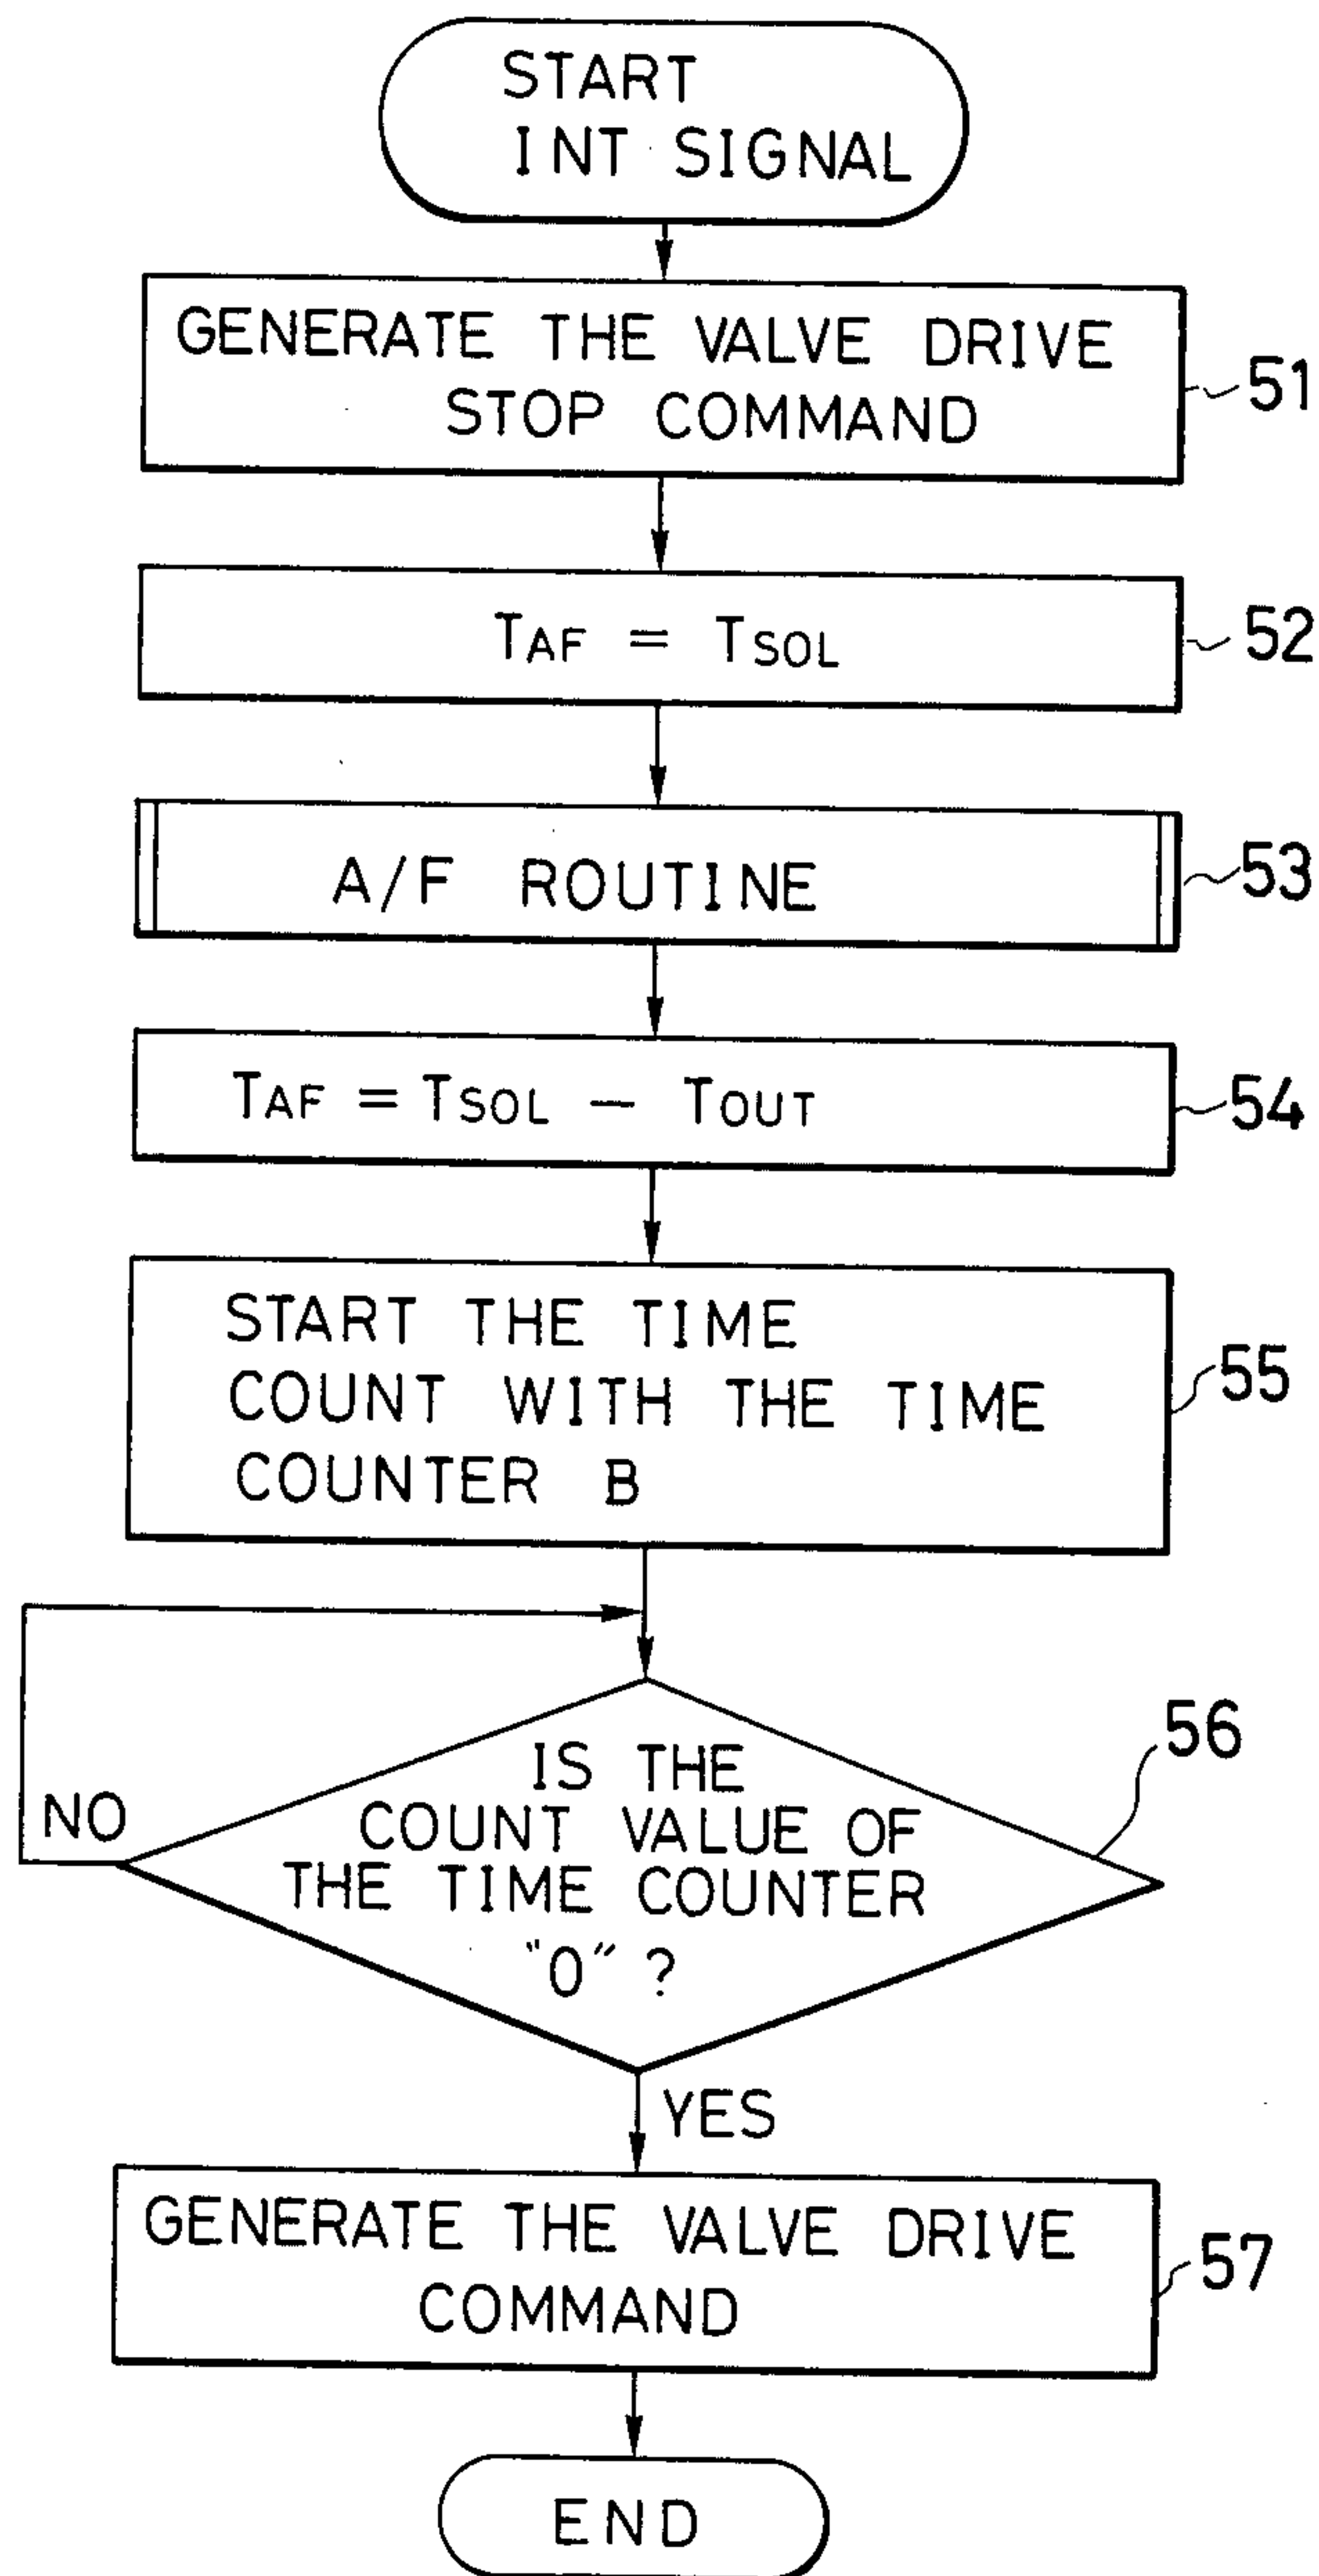 START
INT SIGNAL
GENERATE THE VALVE DRIVE
STOP COMMAND
51
TAF = TSOL
52
A/F ROUTINE
53
TAF = TSOL - TOUT
54
START THE TIME
COUNT WITH THE TIME
COUNTER B
55
IS THE
COUNT VALUE OF
THE TIME COUNTER
"0" ?
56
NO
YES
GENERATE THE VALVE DRIVE
COMMAND
57
END